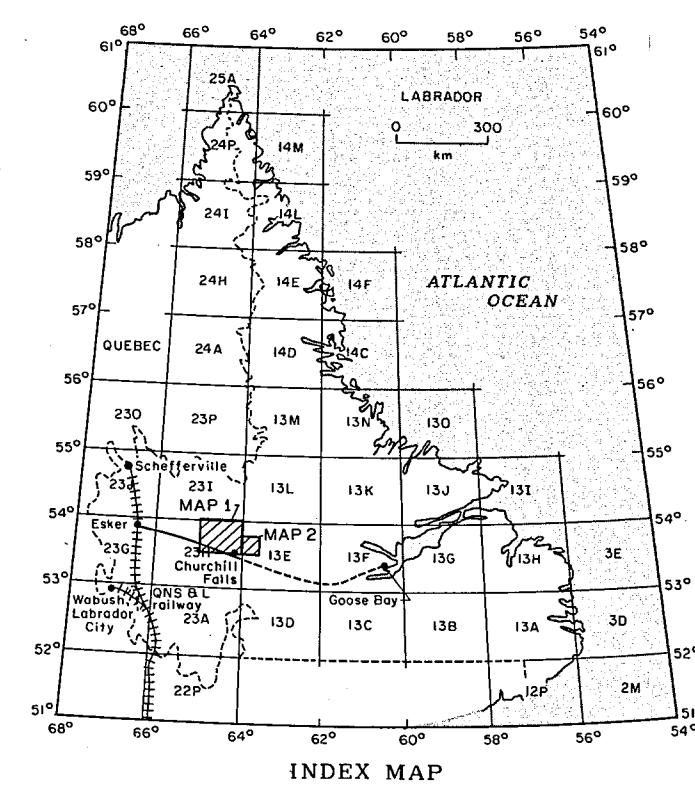 68° 66° 64° 62° 60° 58° 56° 54°
61° 61°
25A
LABRADOR
60° 60°
0 300
km
24P 14M
59° 59°
24I 14L
58° 58°
24H 14E 14F
ATLANTIC
OCEAN
57° 57°
QUEBEC 24A 14D 14C
56° 56°
23O 23P 13M 13N 13O
55° 55°
Schefferville
23J 23I 13L 13K 13J 13I
MAP 1
54° 54°
Esker MAP 2
23G 23H 13E 13F 13G 13H 3E
Churchill
Falls
53° 53°
Wabush,
Labrador
City
QNS & L
railway
Goose Bay
23A 13D 13C 13B 13A 3D
52° 52°
22P 12P 2M
51° 51°
68° 66° 64° 62° 60° 58° 56° 54°
INDEX MAP